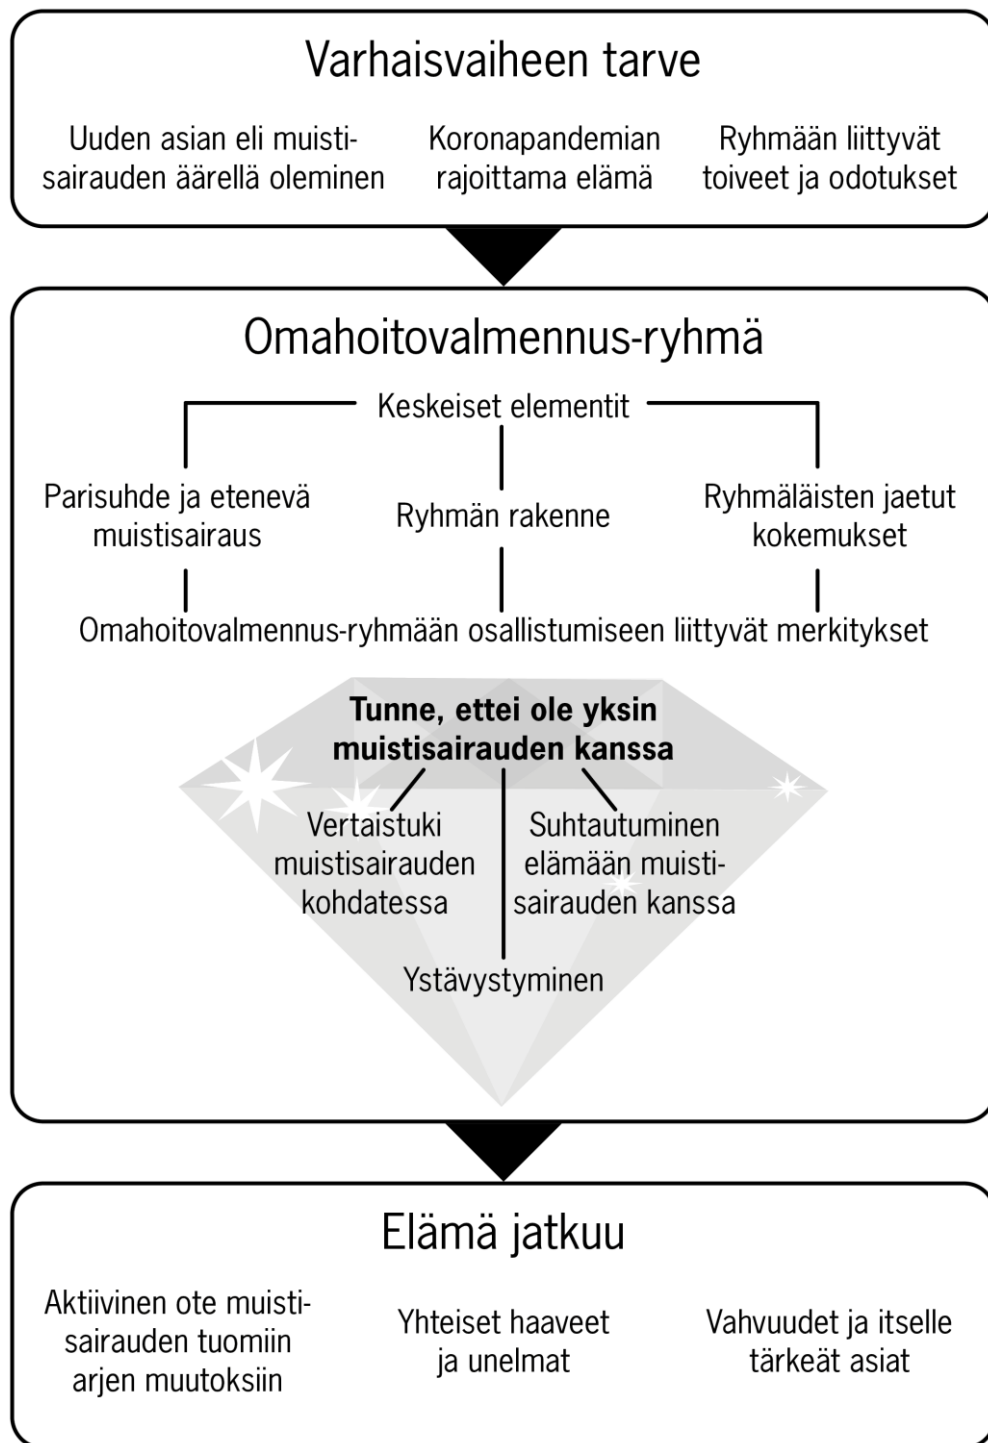 Varhaisvaiheen tarve
Uuden asian eli muisti-
sairauden äärellä oleminen
Koronapandemian
rajoittama elämä
Ryhmään liittyvät
toiveet ja odotukset
Omahoitovalmennus-ryhmä
Keskeiset elementit
Parisuhde ja etenevä
muistisairaus
Ryhmän rakenne
Ryhmäläisten jaetut
kokemukset
Omahoitovalmennus-ryhmään osallistumiseen liittyvät merkitykset
Tunne, ettei ole yksin
muistisairauden kanssa
Vertaistuki
muistisairauden
kohdatessa
Suhtautuminen
elämään muisti-
sairauden kanssa
Ystävystyminen
Elämä jatkuu
Aktiivinen ote muisti-
sairauden tuomiin
arjen muutoksiin
Yhteiset haaveet
ja unelmat
Vahvuudet ja itselle
tärkeät asiat